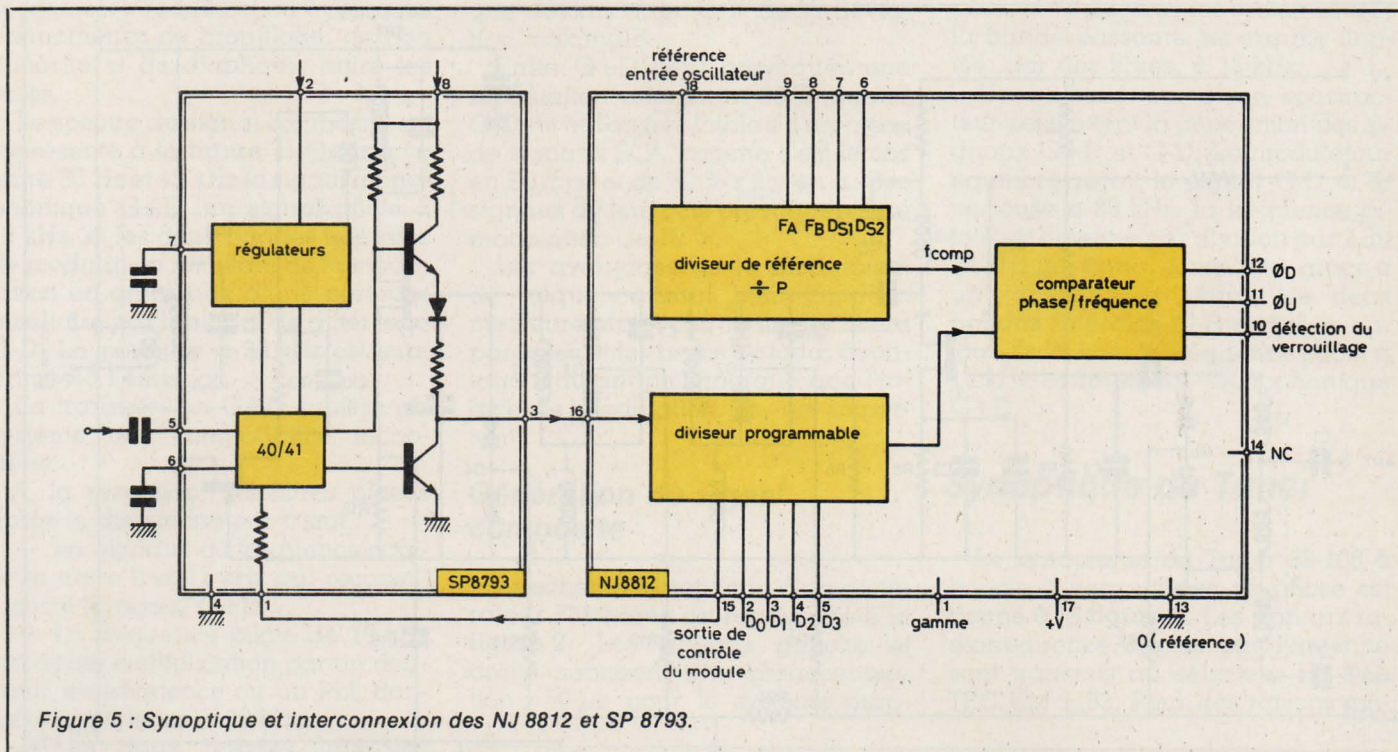 référence
entrée oscillateur
2
8
18
9
8
7
6
régulateurs
7
FA FB DS1 DS2
diviseur de référence
÷ P
fcomp
comparateur
phase/fréquence
12 ØD
11 ØU
10 détection du
verrouillage
5
6
40/41
3
16
diviseur programmable
14 NC
SP8793
NJ8812
4
1
15
2
3
4
5
D0
D1
D2
D3
sortie de
contrôle
du module
1
gamme
17
+V
13
0 (référence)
Figure 5 : Synoptique et interconnexion des NJ 8812 et SP 8793.